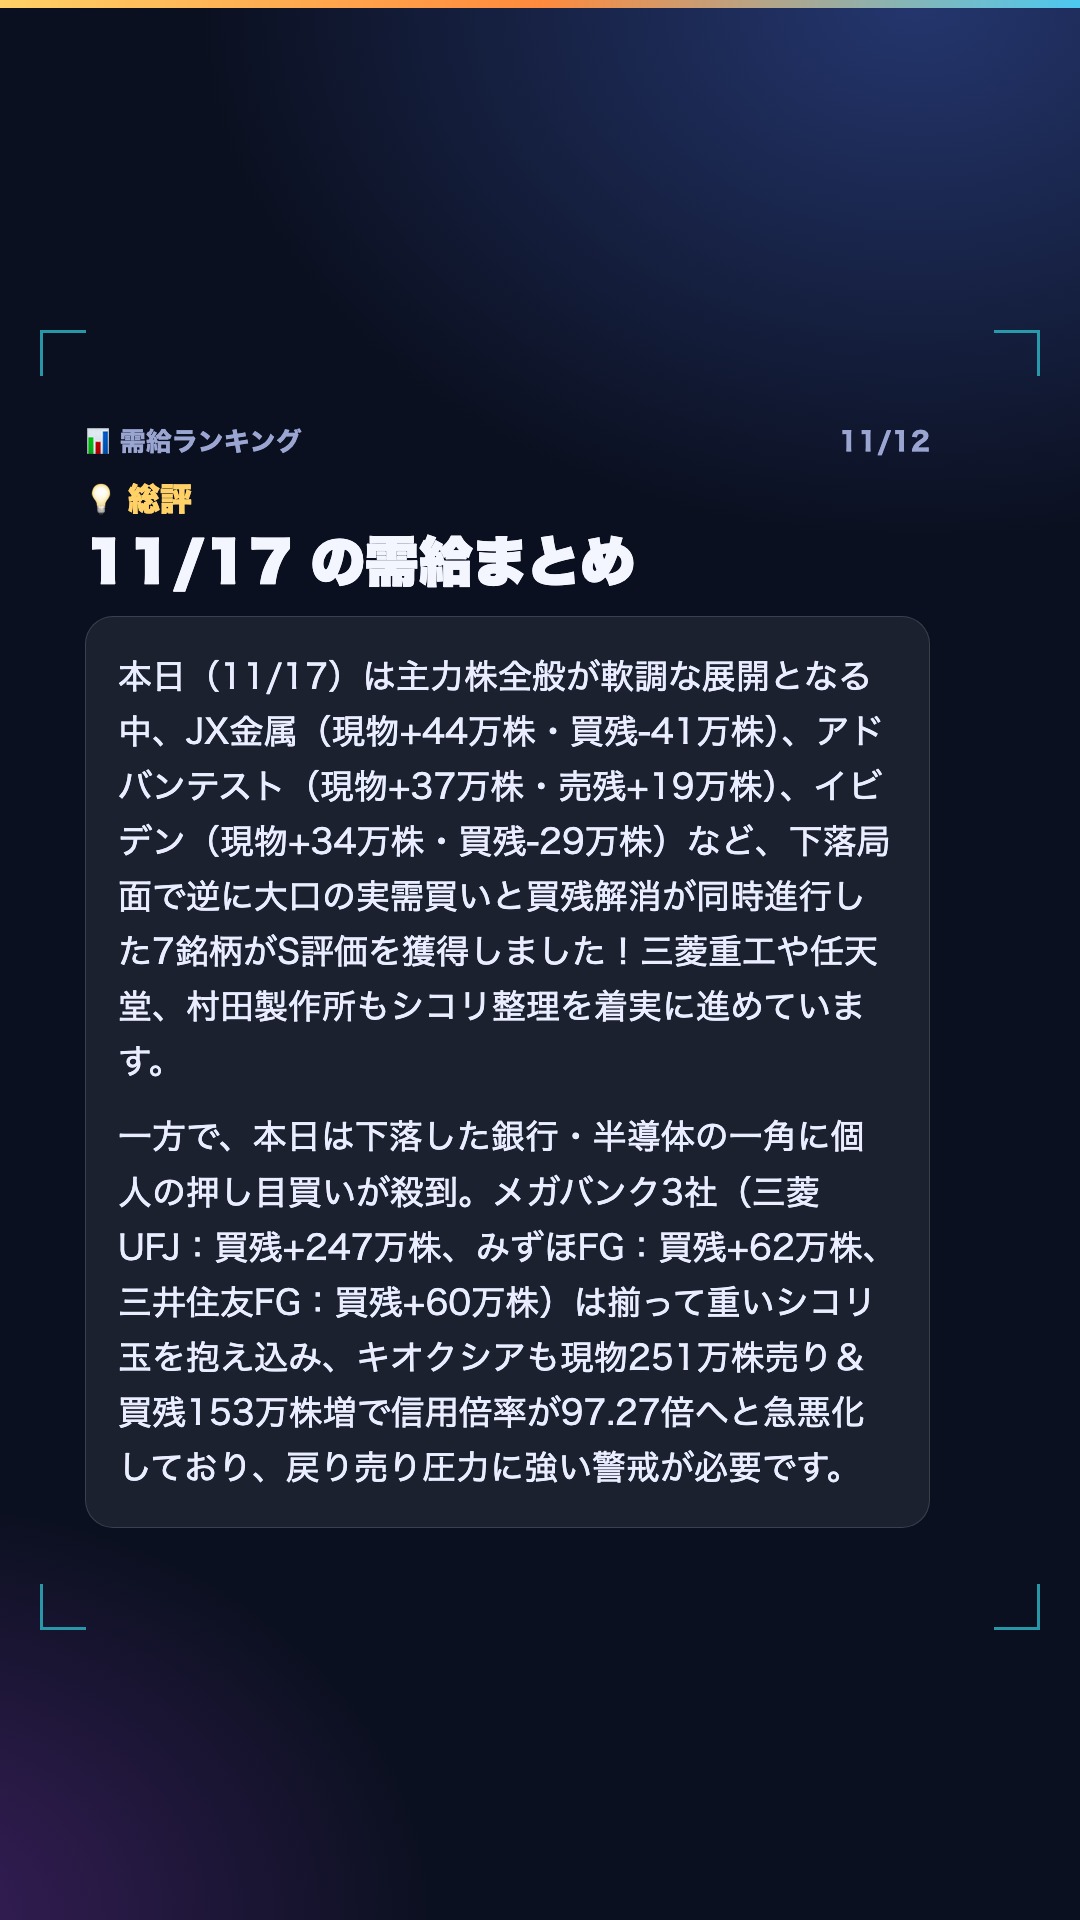 📊 需給ランキング
11/12
💡 総評
11/17 の需給まとめ
本日（11/17）は主力株全般が軟調な展開となる
中、JX金属（現物+44万株・買残-41万株）、アド
バンテスト（現物+37万株・売残+19万株）、イビ
デン（現物+34万株・買残-29万株）など、下落局
面で逆に大口の実需買いと買残解消が同時進行し
た7銘柄がS評価を獲得しました！三菱重工や任天
堂、村田製作所もシコリ整理を着実に進めていま
す。
一方で、本日は下落した銀行・半導体の一角に個
人の押し目買いが殺到。メガバンク3社（三菱
UFJ：買残+247万株、みずほFG：買残+62万株、
三井住友FG：買残+60万株）は揃って重いシコリ
玉を抱え込み、キオクシアも現物251万株売り＆
買残153万株増で信用倍率が97.27倍へと急悪化
しており、戻り売り圧力に強い警戒が必要です。